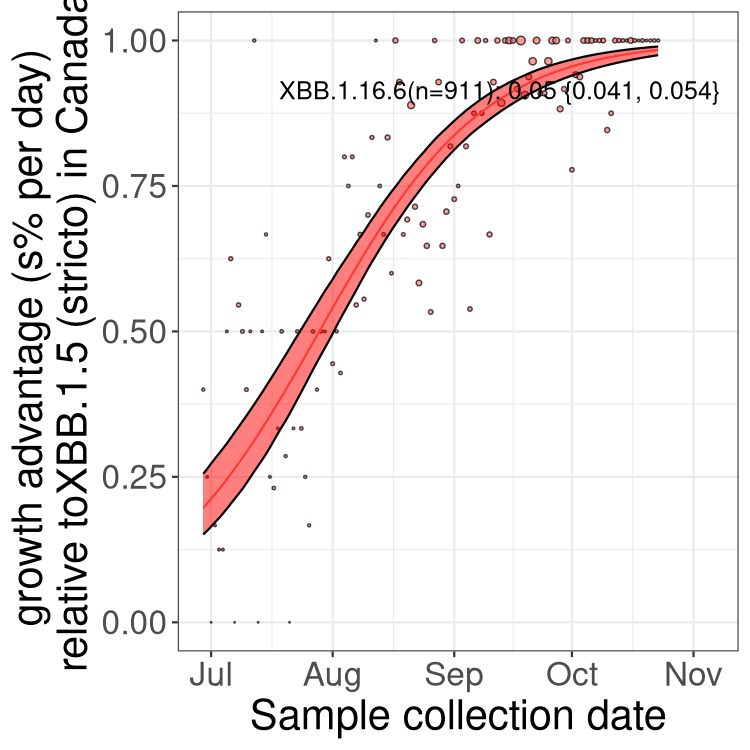 growth advantage (s% per day)
relative toXBB.1.5 (stricto) in Canada
1.00
0.75
0.50
0.25
0.00
XBB.1.16.6(n=911): 0.05 {0.041, 0.054}
Jul Aug Sep Oct Nov
Sample collection date